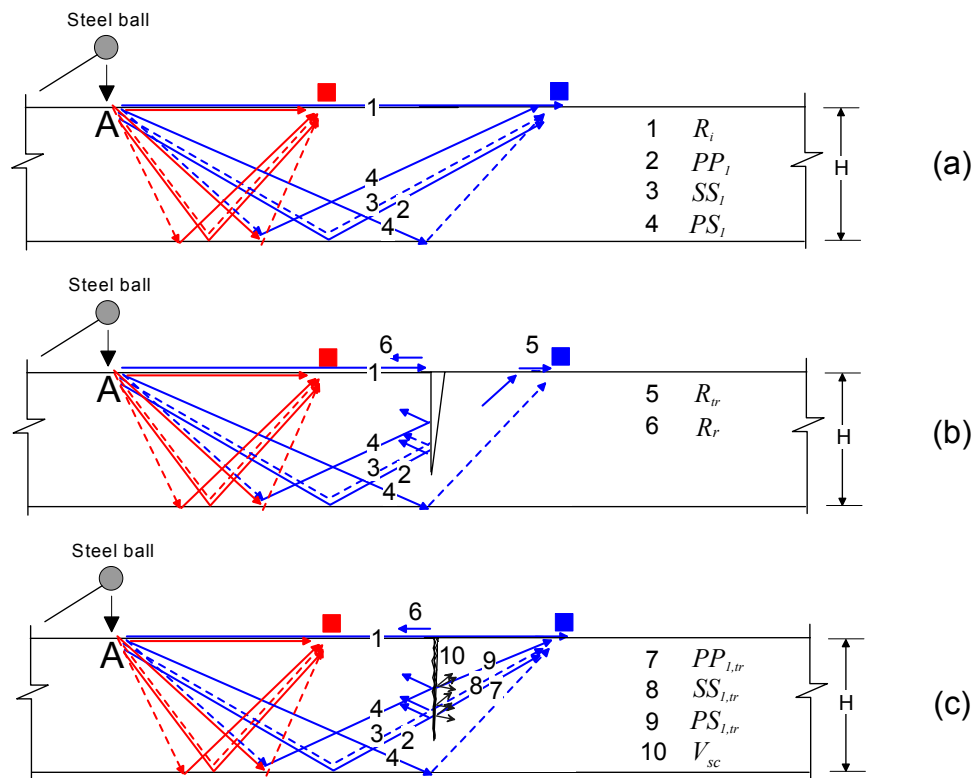 Steel ball
A
1
4
3 2
4
1 R_i
2 PP_1
3 SS_1
4 PS_1
H
(a)
Steel ball
6
5
A
1
4
3 2
4
5 R_tr
6 R_r
H
(b)
Steel ball
6
A
1
10 9
8 7
4
3 2
4
7 PP_1,tr
8 SS_1,tr
9 PS_1,tr
10 V_sc
H
(c)